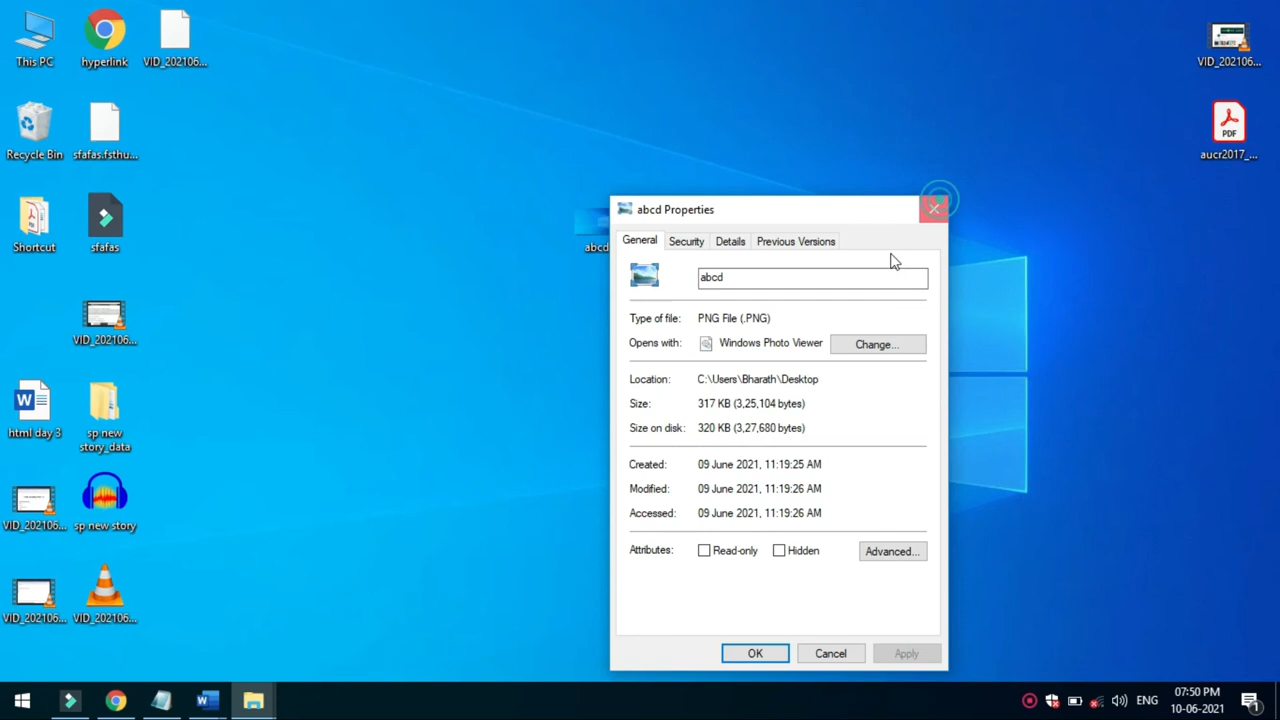 This PC
hyperlink
VID_202106...
VID_202106...
Recycle Bin
sfafas.fsthu...
PDF
aucr2017_...
Shortcut
sfafas
abcd
VID_202106...
html day 3
sp new
story_data
VID_202106...
sp new story
VID_202106...
VID_202106...
abcd Properties
General
Security
Details
Previous Versions
abcd
Type of file:
PNG File (.PNG)
Opens with:
Windows Photo Viewer
Change...
Location:
C:\Users\Bharath\Desktop
Size:
317 KB (3,25,104 bytes)
Size on disk:
320 KB (3,27,680 bytes)
Created:
09 June 2021, 11:19:25 AM
Modified:
09 June 2021, 11:19:26 AM
Accessed:
09 June 2021, 11:19:26 AM
Attributes:
Read-only
Hidden
Advanced...
OK
Cancel
Apply
ENG
07:50 PM
10-06-2021
1